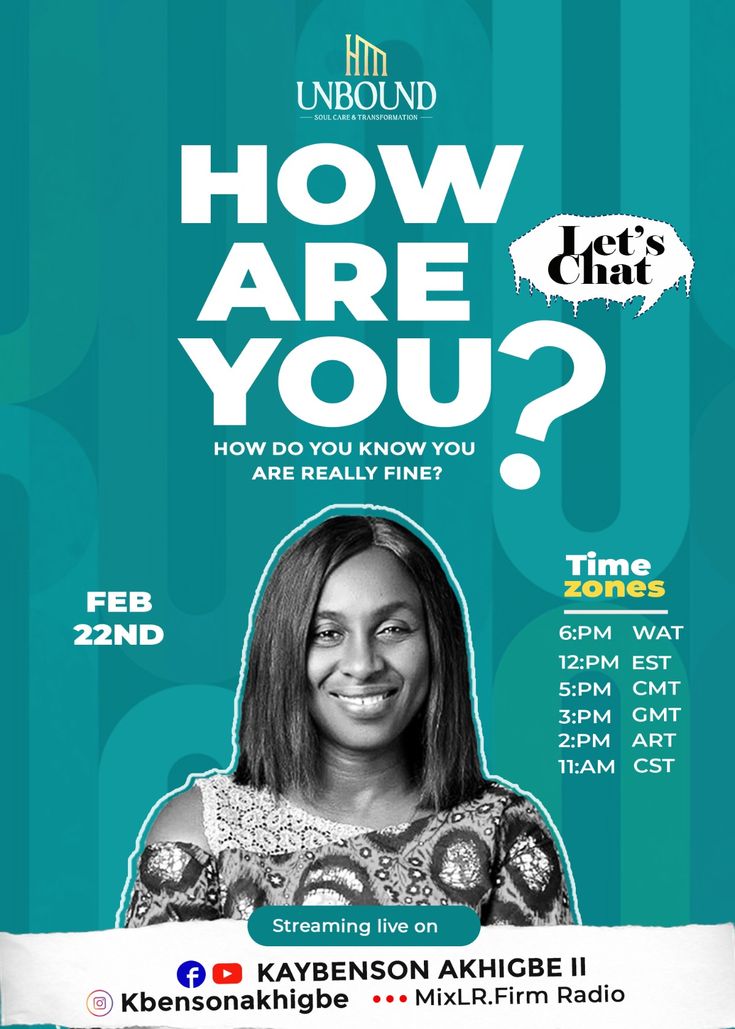 HM
UNBOUND
SOUL CARE & TRANSFORMATION
HOW
ARE
YOU?
Let's
Chat
HOW DO YOU KNOW YOU
ARE REALLY FINE?
FEB
22ND
Time
zones
6:PM WAT
12:PM EST
5:PM CMT
3:PM GMT
2:PM ART
11:AM CST
Streaming live on
KAYBENSON AKHIGBE II
Kbensonakhigbe ••• MixLR.Firm Radio